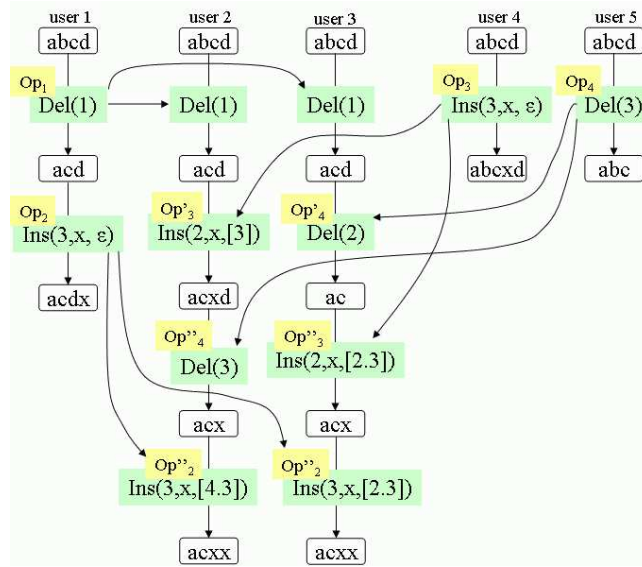 user 1 user 2 user 3 user 4 user 5
abcd abcd abcd abcd abcd
Op1 Op3 Op4
Del(1) Del(1) Del(1) Ins(3,x, ε) Del(3)
acd acd acd abcxd abc
Op2 Op'3 Op'4
Ins(3,x, ε) Ins(2,x,[3]) Del(2)
acdx acxd ac
Op''4 Op''3
Del(3) Ins(2,x,[2.3])
acx acx
Op''2 Op''2
Ins(3,x,[4.3]) Ins(3,x,[2.3])
acxx acxx